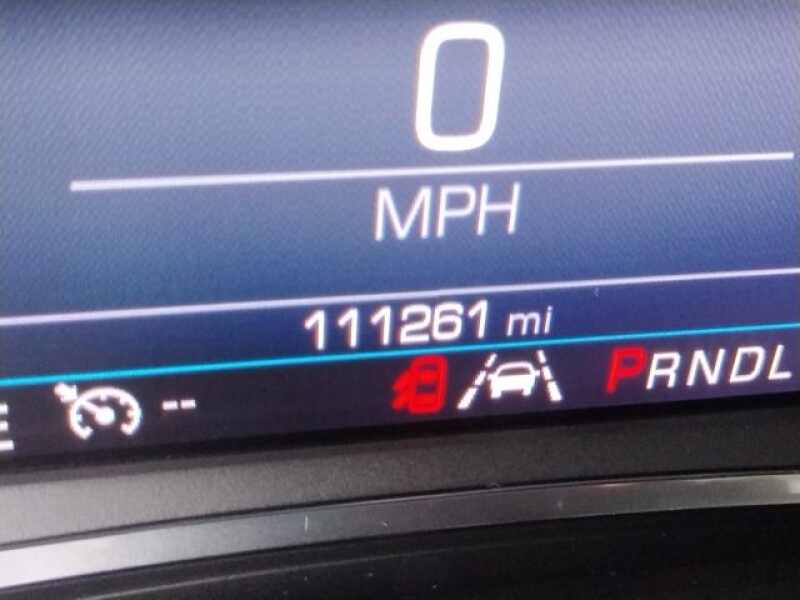 0
MPH
111261 mi
E -- PRNDL